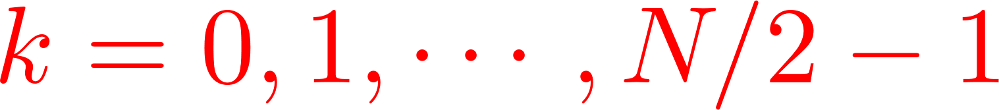 k = 0, 1, ⋯ , N/2 − 1